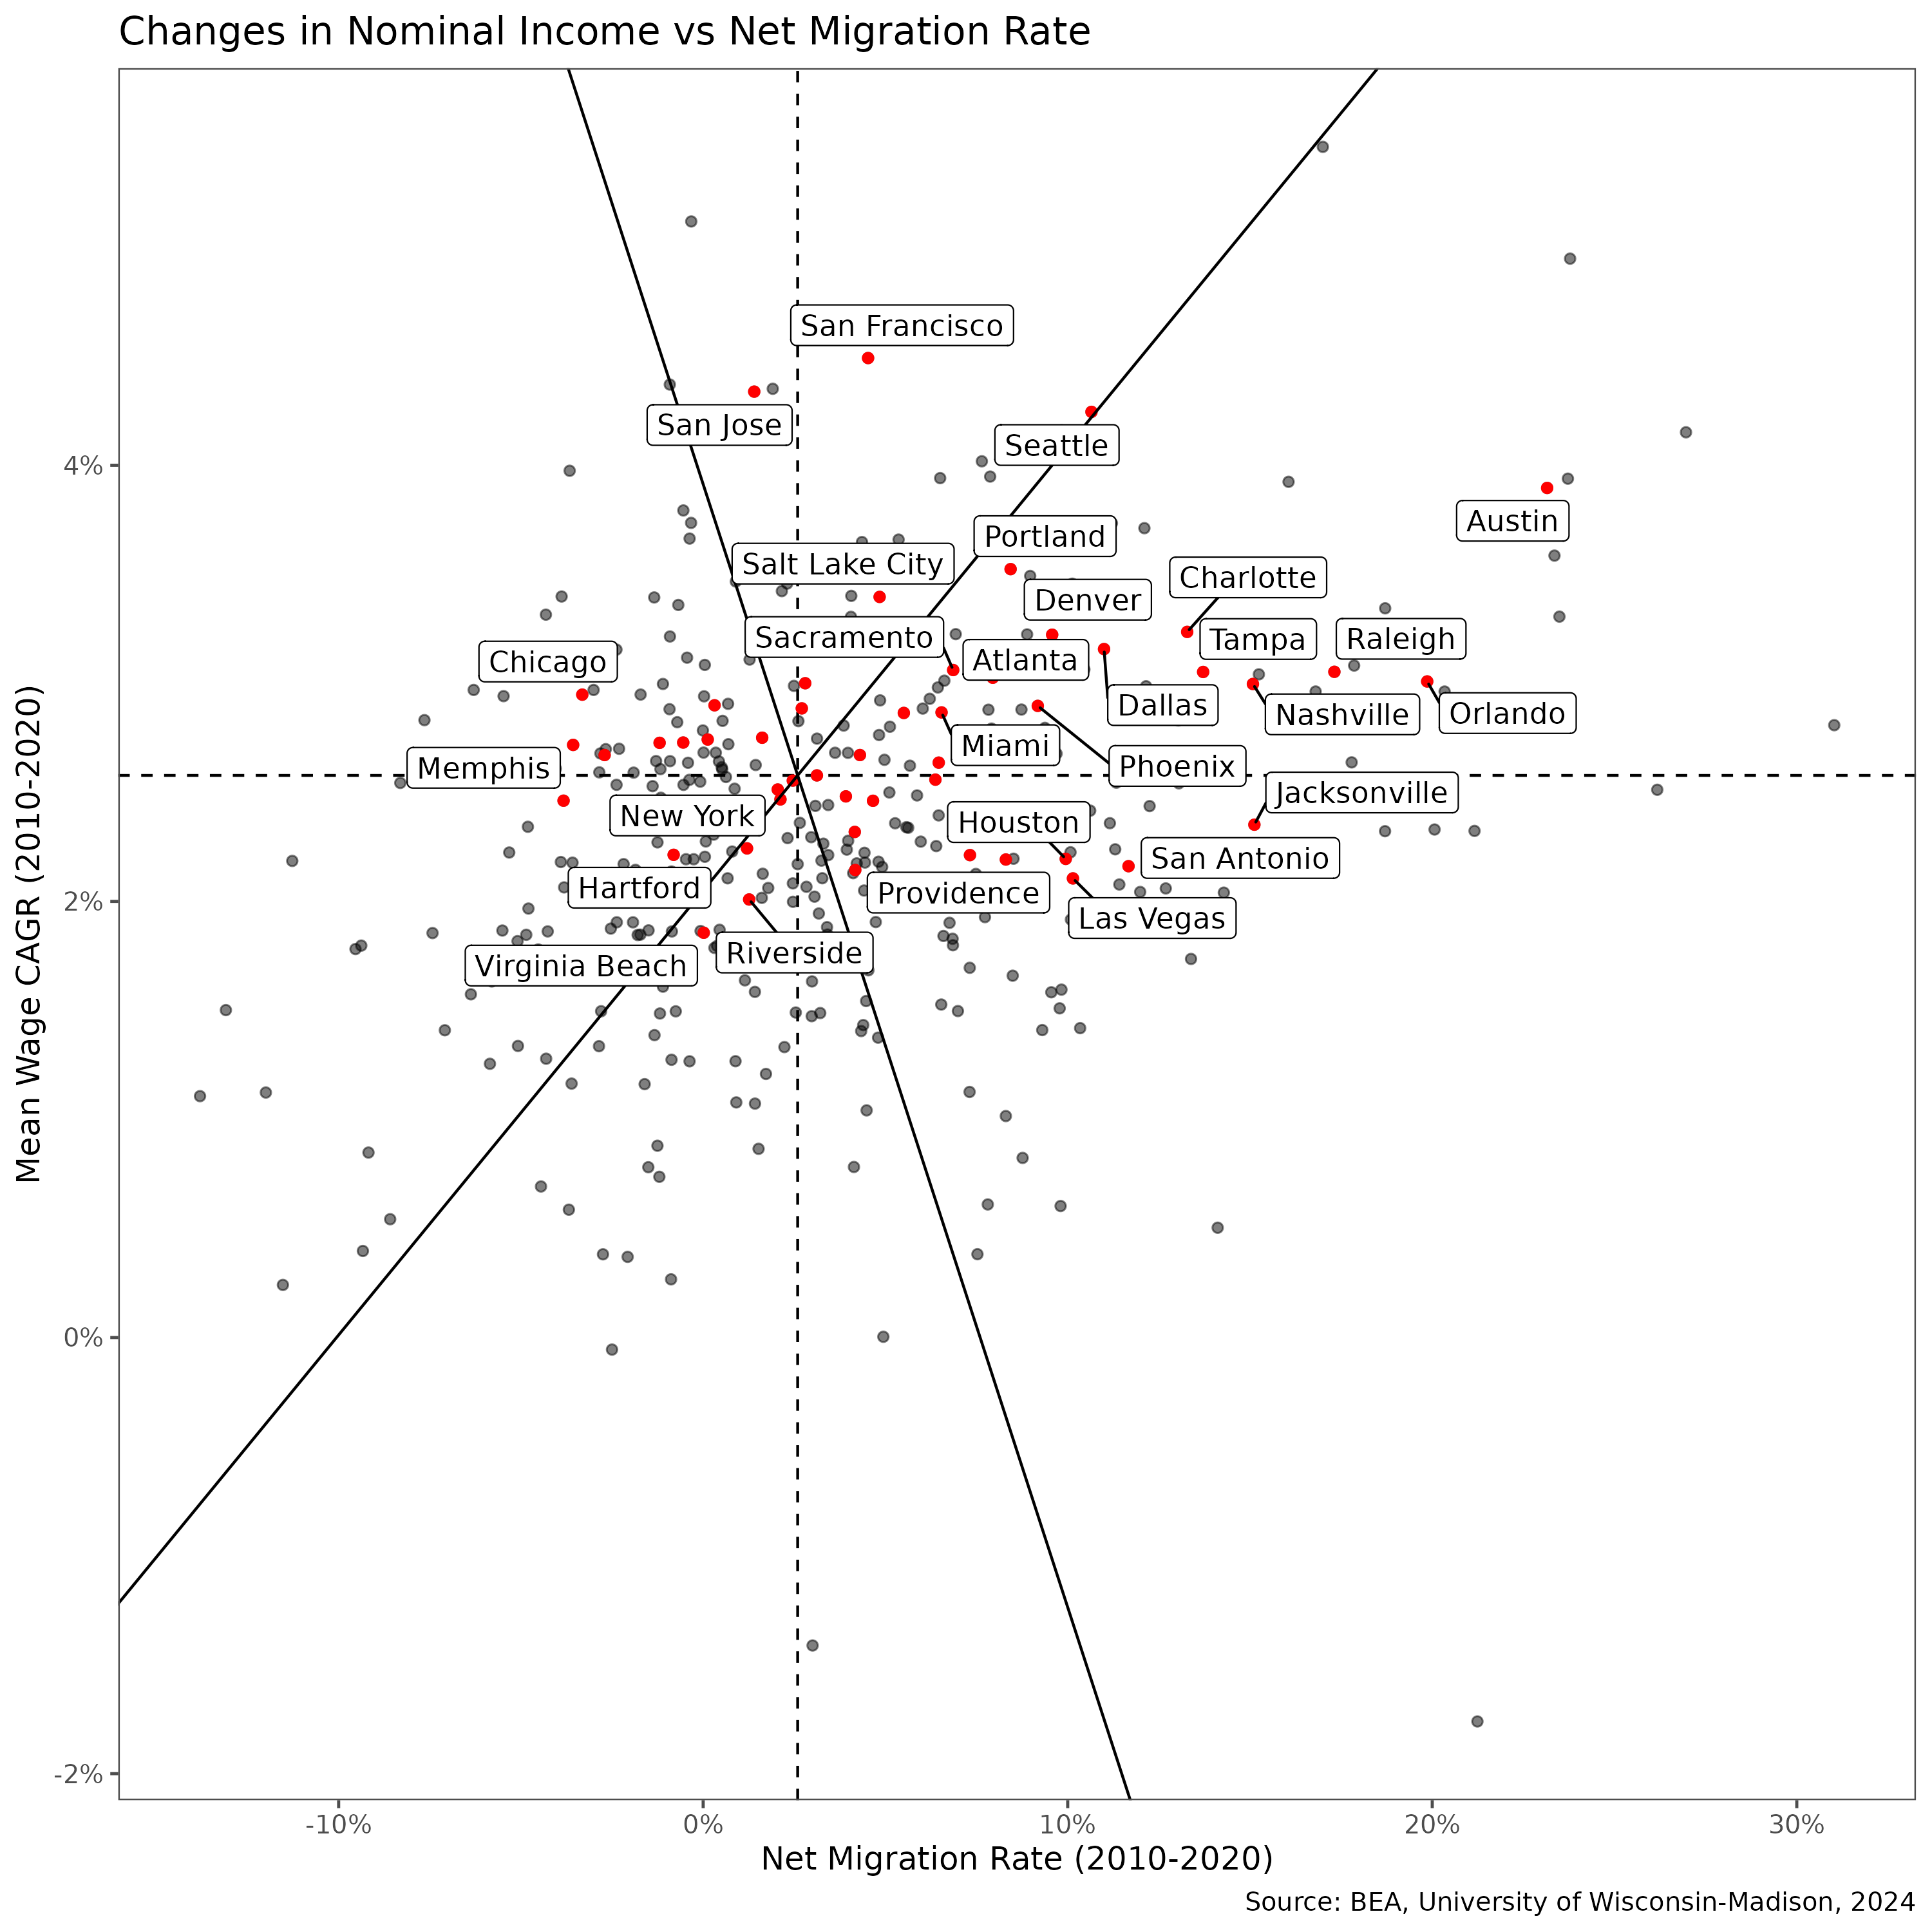 Changes in Nominal Income vs Net Migration Rate
San Francisco
San Jose
Seattle
4%
Austin
Portland
Salt Lake City
Charlotte
Denver
Sacramento
Tampa
Raleigh
Chicago
Atlanta
Dallas
Nashville
Orlando
Miami
Memphis
Phoenix
Jacksonville
New York
Houston
San Antonio
Hartford
Providence
2%
Las Vegas
Virginia Beach
Riverside
Mean Wage CAGR (2010-2020)
0%
-2%
-10%
0%
10%
20%
30%
Net Migration Rate (2010-2020)
Source: BEA, University of Wisconsin-Madison, 2024